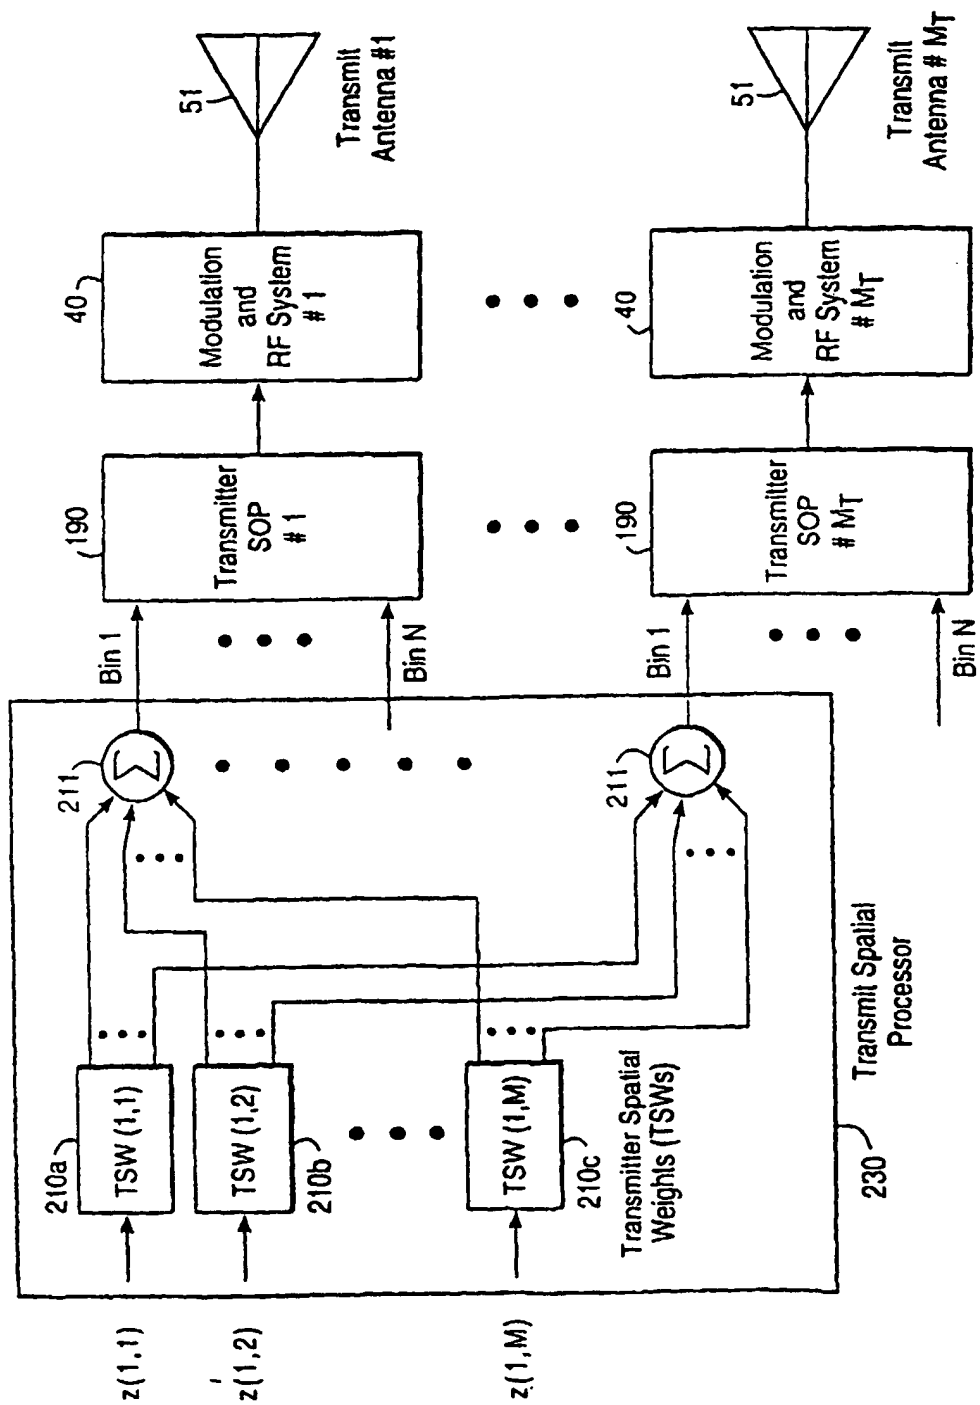 z(1,1)
z(1,2)
z(1,M)
210a
TSW (1,1)
TSW (1,2)
210b
TSW (1,M)
210c
Transmitter Spatial
Weights (TSWs)
230
Transmit Spatial
Processor
211
Σ
211
Σ
Bin 1
Bin N
Bin 1
Bin N
190
Transmitter
SOP
# 1
190
Transmitter
SOP
# MT
40
Modulation
and
RF System
# 1
40
Modulation
and
RF System
# MT
51
Transmit
Antenna #1
51
Transmit
Antenna # MT